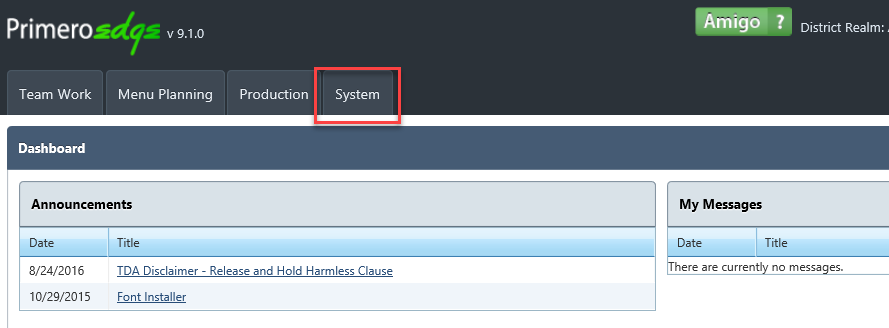 Primeroedge v 9.1.0
Amigo ? District Realm:
Team Work Menu Planning Production System
Dashboard
Announcements
Date Title
8/24/2016 TDA Disclaimer - Release and Hold Harmless Clause
10/29/2015 Font Installer
My Messages
Date Title
There are currently no messages.